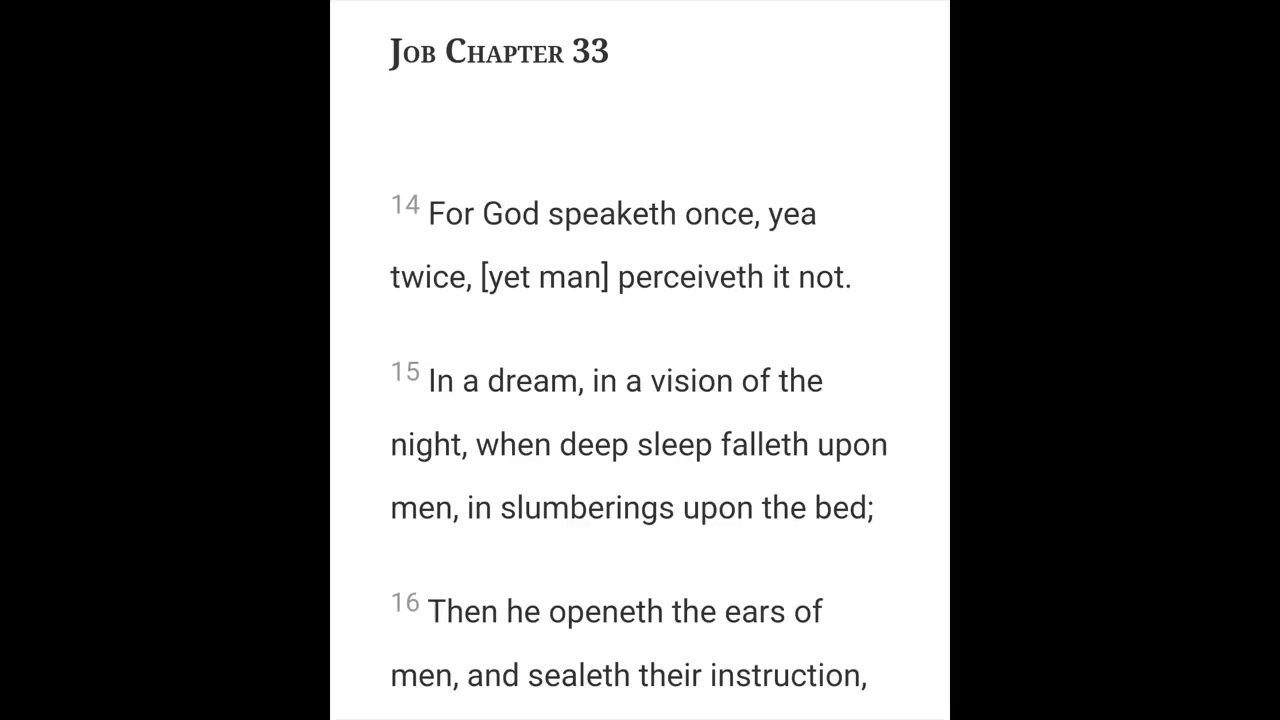 Job Chapter 33
14 For God speaketh once, yea
twice, [yet man] perceiveth it not.
15 In a dream, in a vision of the
night, when deep sleep falleth upon
men, in slumberings upon the bed;
16 Then he openeth the ears of
men, and sealeth their instruction,